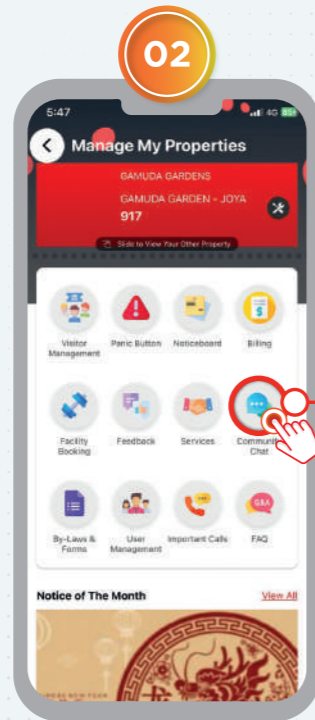 02
5:47
4G
Manage My Properties
GAMUDA GARDENS
GAMUDA GARDEN - JOYA
917
Slide to View Your Other Property
Visitor Management
Panic Button
Noticeboard
Billing
Facility Booking
Feedback
Services
Community Chat
By-Laws & Forms
User Management
Important Calls
Q&A
FAQ
Notice of The Month
View All